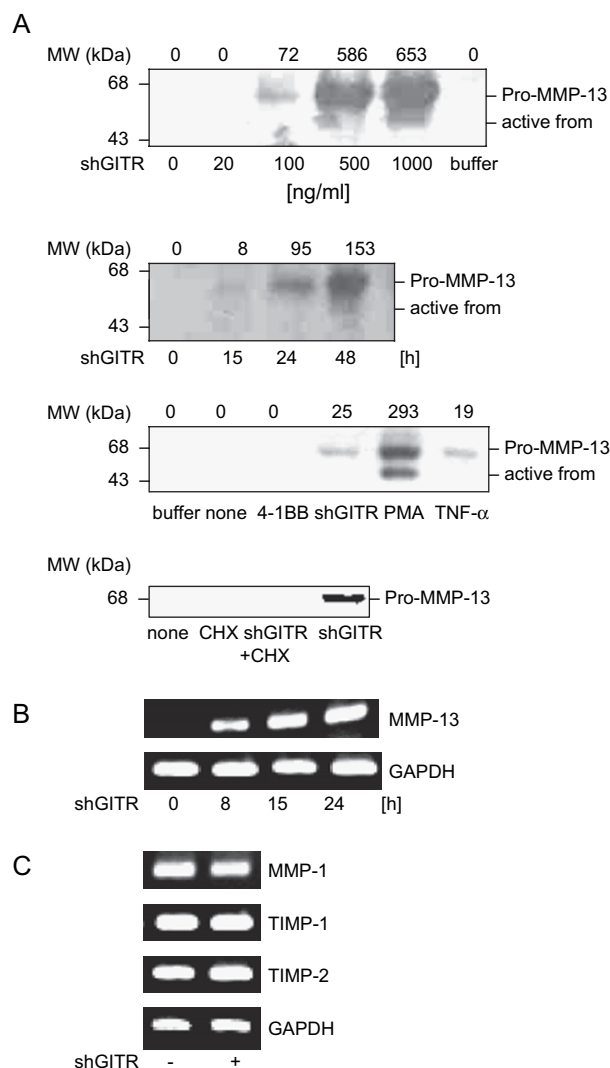 A
MW (kDa) 0 0 72 586 653 0
68
Pro-MMP-13
active from
43
shGITR 0 20 100 500 1000 buffer
[ng/ml]
MW (kDa) 0 8 95 153
68
Pro-MMP-13
active from
43
shGITR 0 15 24 48 [h]
MW (kDa) 0 0 0 25 293 19
68
Pro-MMP-13
43
active from
buffer none 4-1BB shGITR PMA TNF-α
MW (kDa)
68
Pro-MMP-13
none CHX shGITR shGITR
+CHX
B
MMP-13
GAPDH
shGITR 0 8 15 24 [h]
C
MMP-1
TIMP-1
TIMP-2
GAPDH
shGITR - +